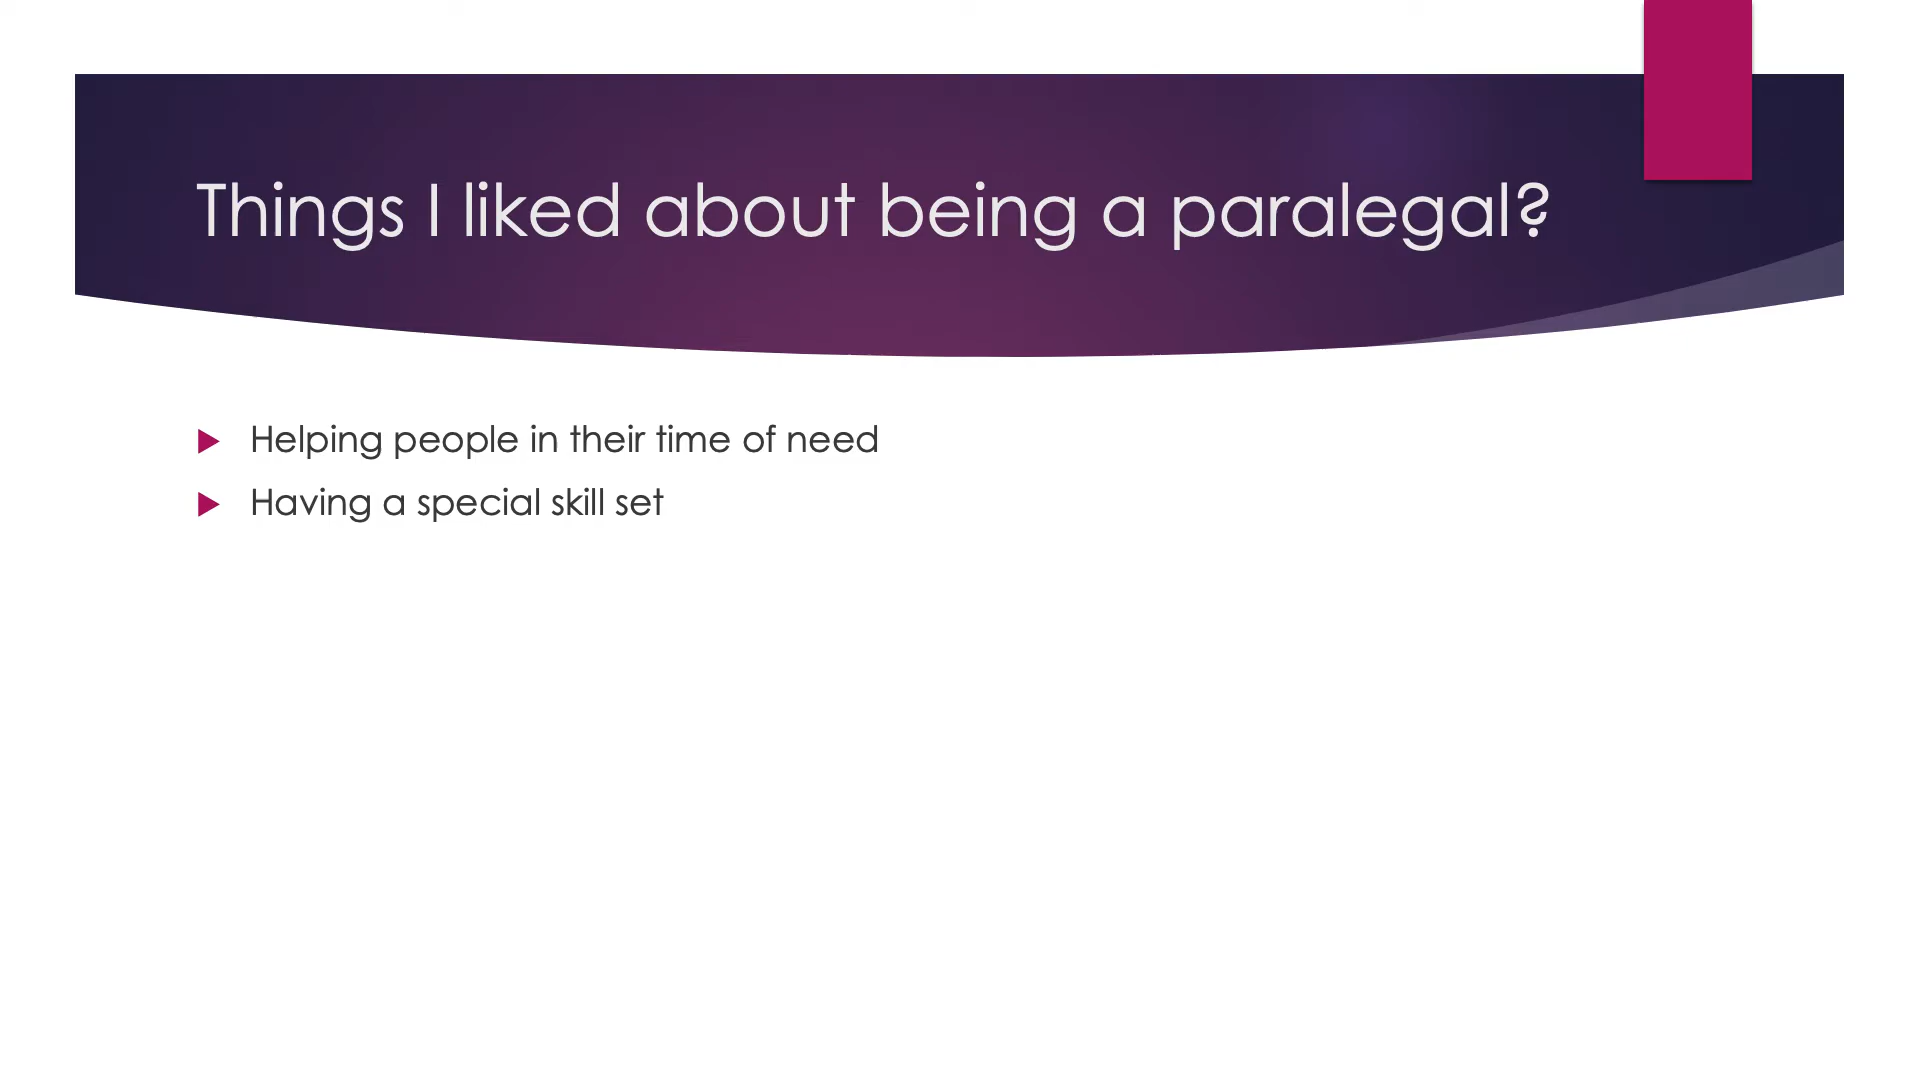 Things I liked about being a paralegal?
Helping people in their time of need
Having a special skill set